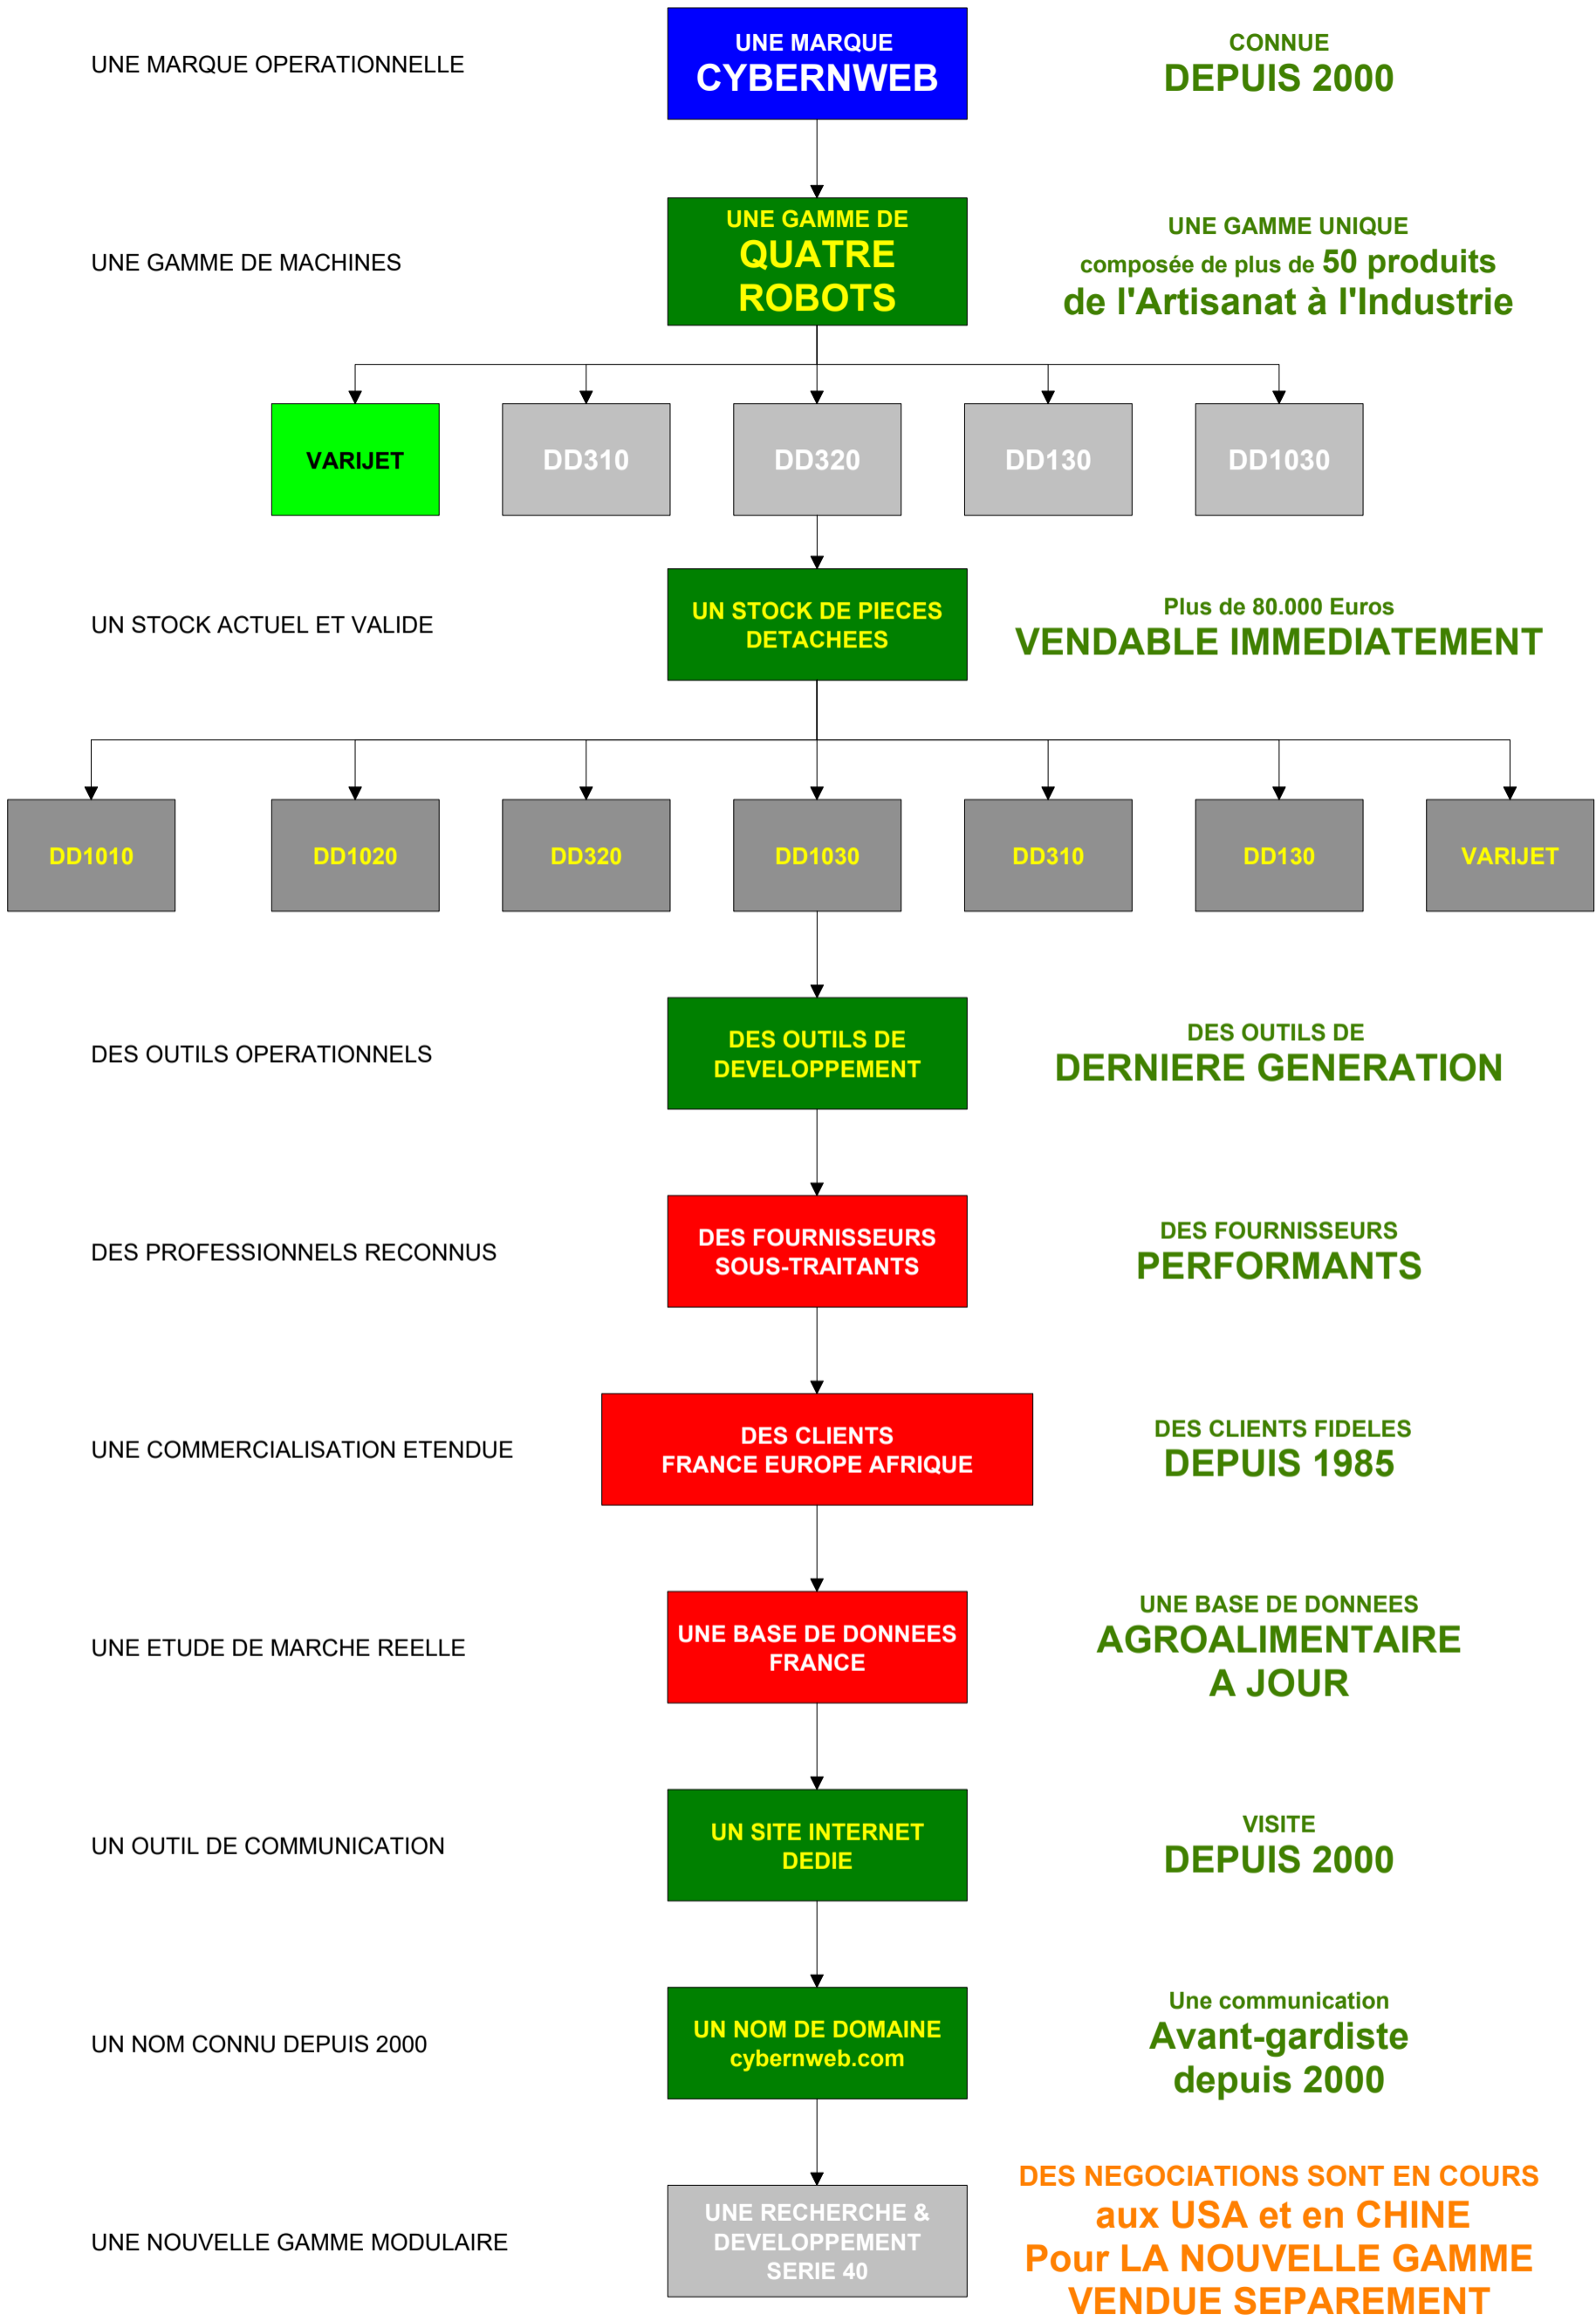 UNE MARQUE OPERATIONNELLE
UNE MARQUE
CYBERNWEB
CONNUE
DEPUIS 2000
UNE GAMME DE MACHINES
UNE GAMME DE
QUATRE
ROBOTS
UNE GAMME UNIQUE
composée de plus de 50 produits
de l'Artisanat à l'Industrie
VARIJET
DD310
DD320
DD130
DD1030
UN STOCK ACTUEL ET VALIDE
UN STOCK DE PIECES
DETACHEES
Plus de 80.000 Euros
VENDABLE IMMEDIATEMENT
DD1010
DD1020
DD320
DD1030
DD310
DD130
VARIJET
DES OUTILS OPERATIONNELS
DES OUTILS DE
DEVELOPPEMENT
DES OUTILS DE
DERNIERE GENERATION
DES PROFESSIONNELS RECONNUS
DES FOURNISSEURS
SOUS-TRAITANTS
DES FOURNISSEURS
PERFORMANTS
UNE COMMERCIALISATION ETENDUE
DES CLIENTS
FRANCE EUROPE AFRIQUE
DES CLIENTS FIDELES
DEPUIS 1985
UNE ETUDE DE MARCHE REELLE
UNE BASE DE DONNEES
FRANCE
UNE BASE DE DONNEES
AGROALIMENTAIRE
A JOUR
UN OUTIL DE COMMUNICATION
UN SITE INTERNET
DEDIE
VISITE
DEPUIS 2000
UN NOM CONNU DEPUIS 2000
UN NOM DE DOMAINE
cybernweb.com
Une communication
Avant-gardiste
depuis 2000
UNE NOUVELLE GAMME MODULAIRE
UNE RECHERCHE &
DEVELOPPEMENT
SERIE 40
DES NEGOCIATIONS SONT EN COURS
aux USA et en CHINE
Pour LA NOUVELLE GAMME
VENDUE SEPAREMENT